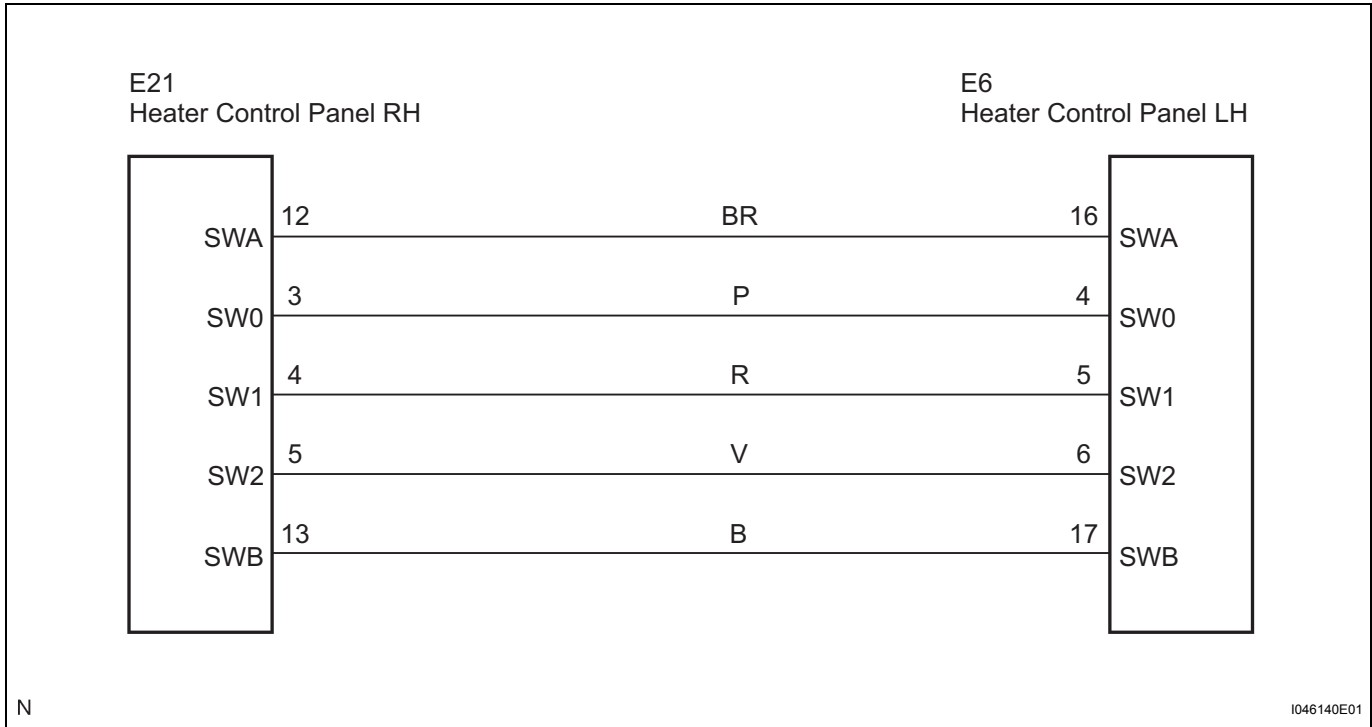 E21
Heater Control Panel RH
E6
Heater Control Panel LH
SWA 12 BR 16 SWA
SW0 3 P 4 SW0
SW1 4 R 5 SW1
SW2 5 V 6 SW2
SWB 13 B 17 SWB
N
I046140E01